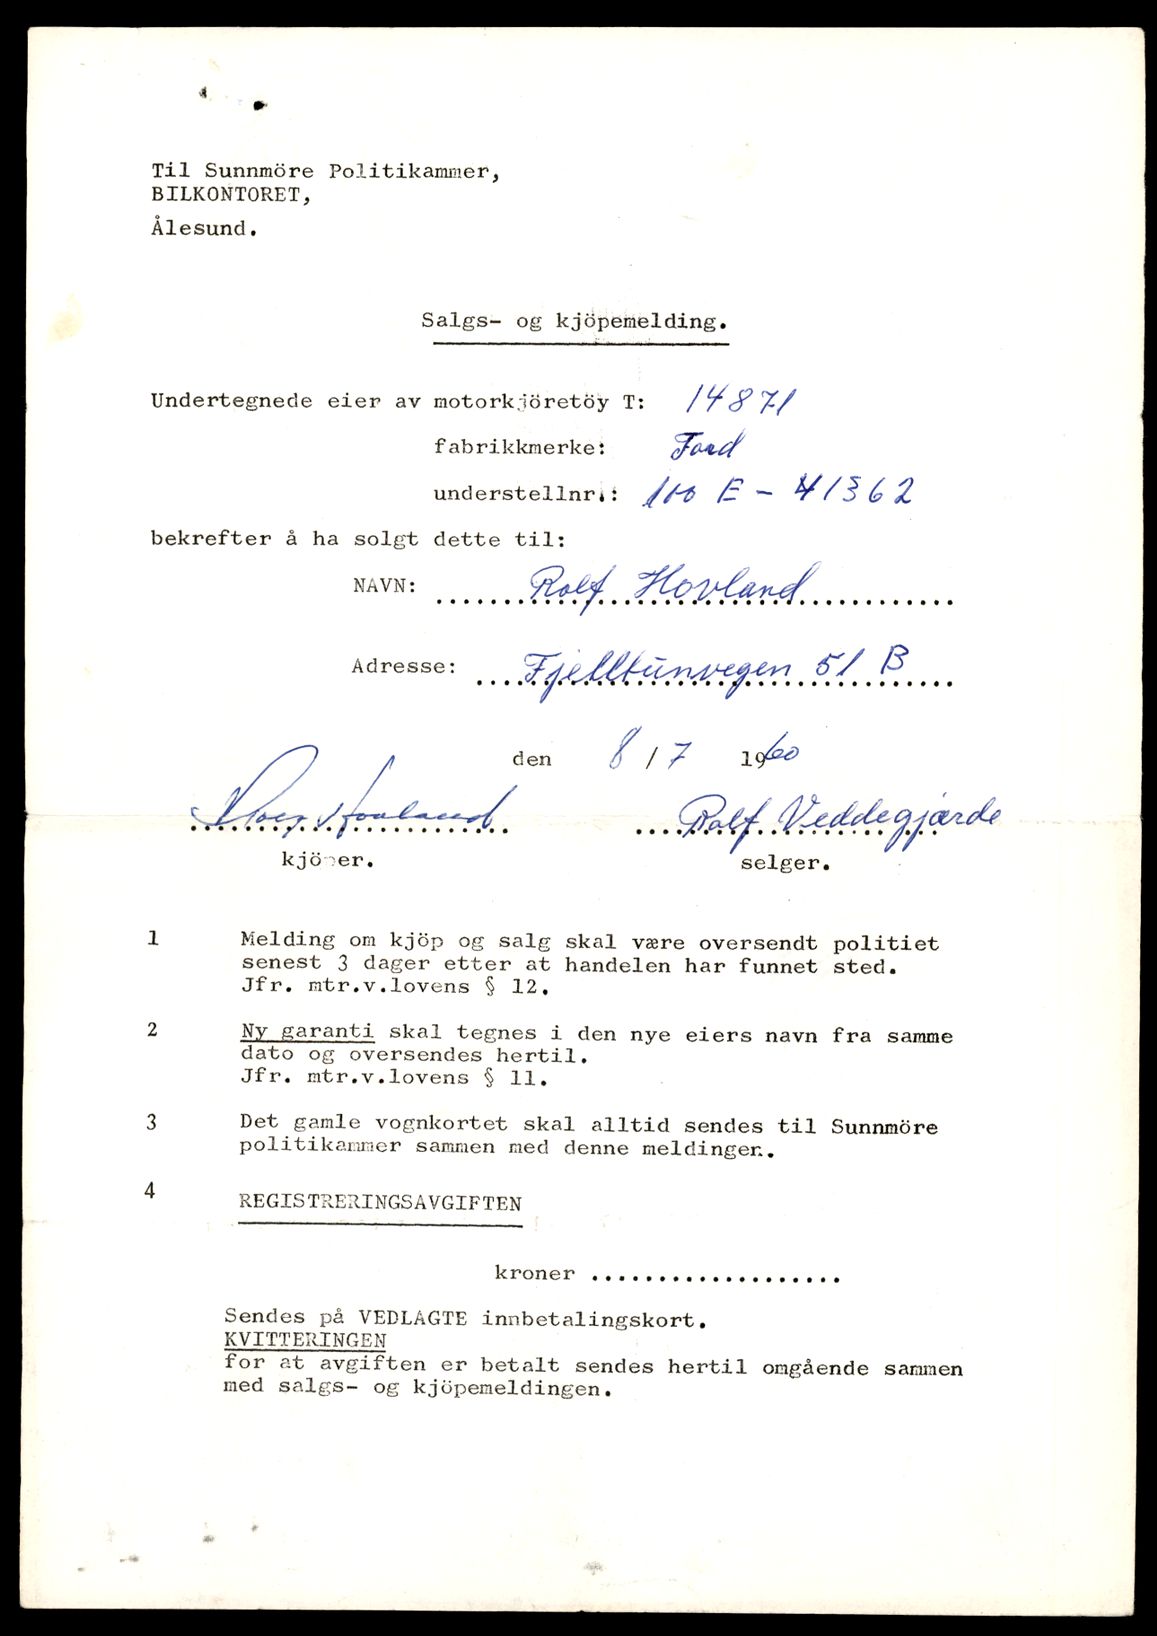 Til Sunnmöre Politikammer,
BILKONTORET,
Ålesund.
Salgs- og kjöpemelding.
Undertegnede eier av motorkjöretöy T: 14871
fabrikkmerke: Ford
understellnr.: 100 E - 41362
bekrefter å ha solgt dette til:
NAVN: Rolf Hovland
Adresse: Fjelltunvegen 51 B
den 8/7 1960
Hovland Rolf Veddegjærde
kjöper. selger.
1 Melding om kjöp og salg skal være oversendt politiet
senest 3 dager etter at handelen har funnet sted.
Jfr. mtr.v.lovens § 12.
2 Ny garanti skal tegnes i den nye eiers navn fra samme
dato og oversendes hertil.
Jfr. mtr.v.lovens § 11.
3 Det gamle vognkortet skal alltid sendes til Sunnmöre
politikammer sammen med denne meldingen.
4 REGISTRERINGSAVGIFTEN
kroner ...................
Sendes på VEDLAGTE innbetalingskort.
KVITTERINGEN
for at avgiften er betalt sendes hertil omgående sammen
med salgs- og kjöpemeldingen.